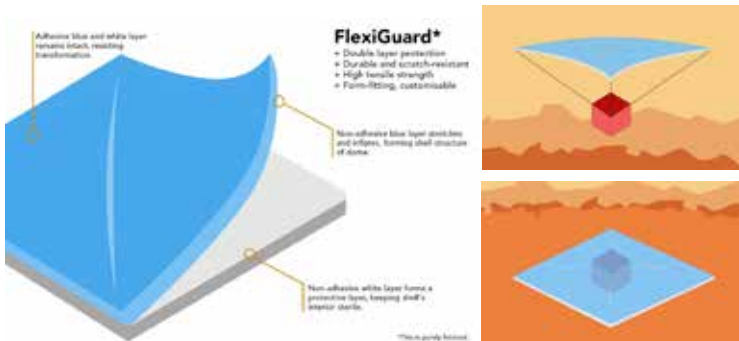 Adhesive blue and white layer
remains intact, resisting
transformation.
FlexiGuard*
+ Double layer protection
+ Durable and scratch-resistant
+ High tensile strength
+ Form-fitting, customisable
Non-adhesive blue layer stretches
and inflates, forming shell structure
of dome.
Non-adhesive white layer forms a
protective layer, keeping shell's
interior sterile.
*This is purely fictional.